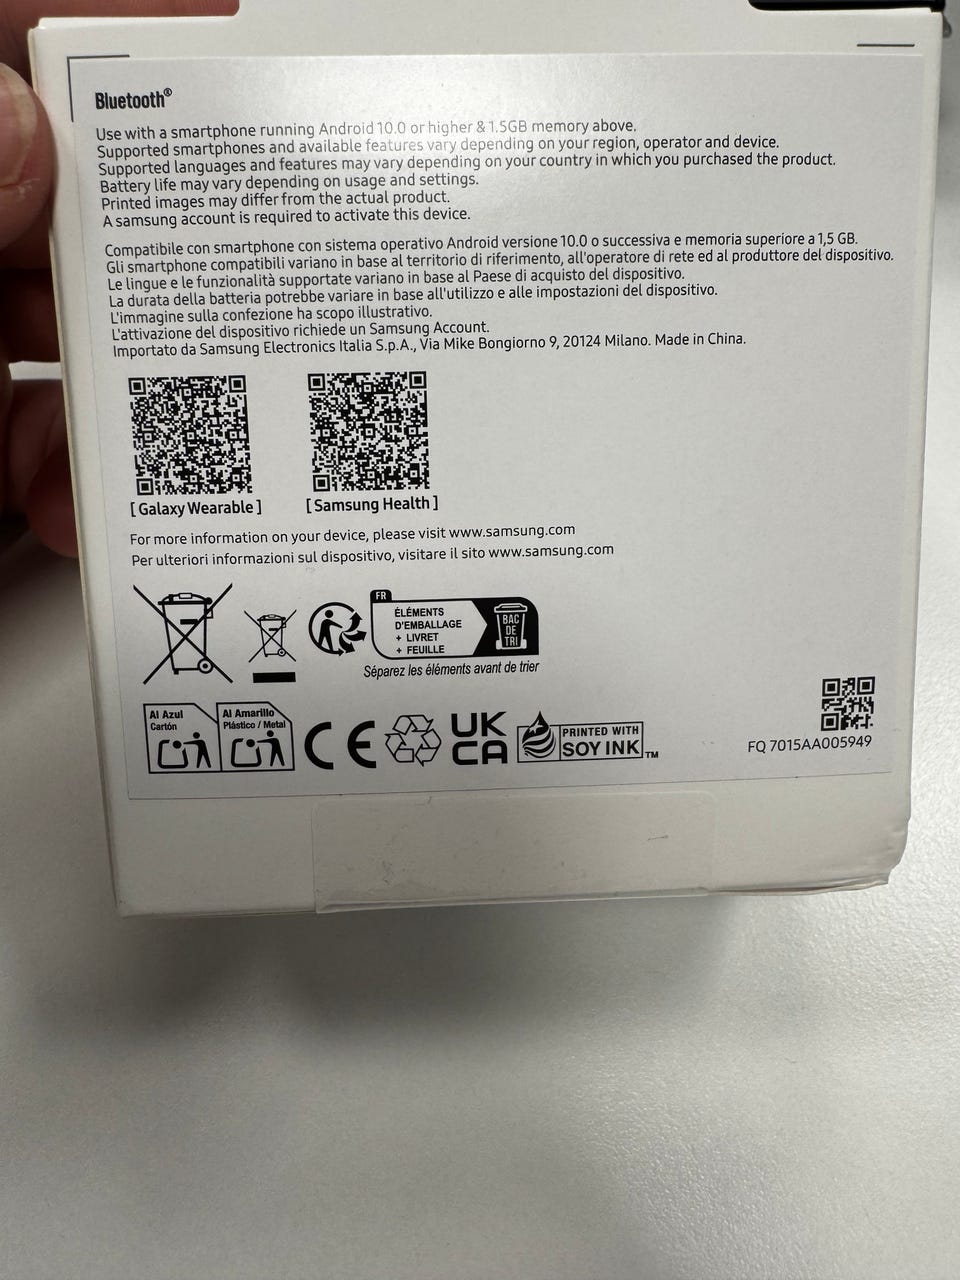 Bluetooth®
Use with a smartphone running Android 10.0 or higher & 1.5GB memory above.
Supported smartphones and available features vary depending on your region, operator and device.
Supported languages and features may vary depending on your country in which you purchased the product.
Battery life may vary depending on usage and settings.
Printed images may differ from the actual product.
A samsung account is required to activate this device.
Compatibile con smartphone con sistema operativo Android versione 10.0 o successiva e memoria superiore a 1,5 GB.
Gli smartphone compatibili variano in base al territorio di riferimento, all'operatore di rete ed al produttore del dispositivo.
Le lingue e le funzionalità supportate variano in base al Paese di acquisto del dispositivo.
La durata della batteria potrebbe variare in base all'utilizzo e alle impostazioni del dispositivo.
L'immagine sulla confezione ha scopo illustrativo.
L'attivazione del dispositivo richiede un Samsung Account.
Importato da Samsung Electronics Italia S.p.A., Via Mike Bongiorno 9, 20124 Milano. Made in China.
[ Galaxy Wearable ] [ Samsung Health ]
For more information on your device, please visit www.samsung.com
Per ulteriori informazioni sul dispositivo, visitare il sito www.samsung.com
FR
ÉLÉMENTS
D'EMBALLAGE
+ LIVRET
+ FEUILLE
BAC
DE
TRI
Séparez les éléments avant de trier
Al Azul
Cartón
Al Amarillo
Plástico / Metal
CE
UK
CA
PRINTED WITH
SOY INK™
FQ 7015AA005949